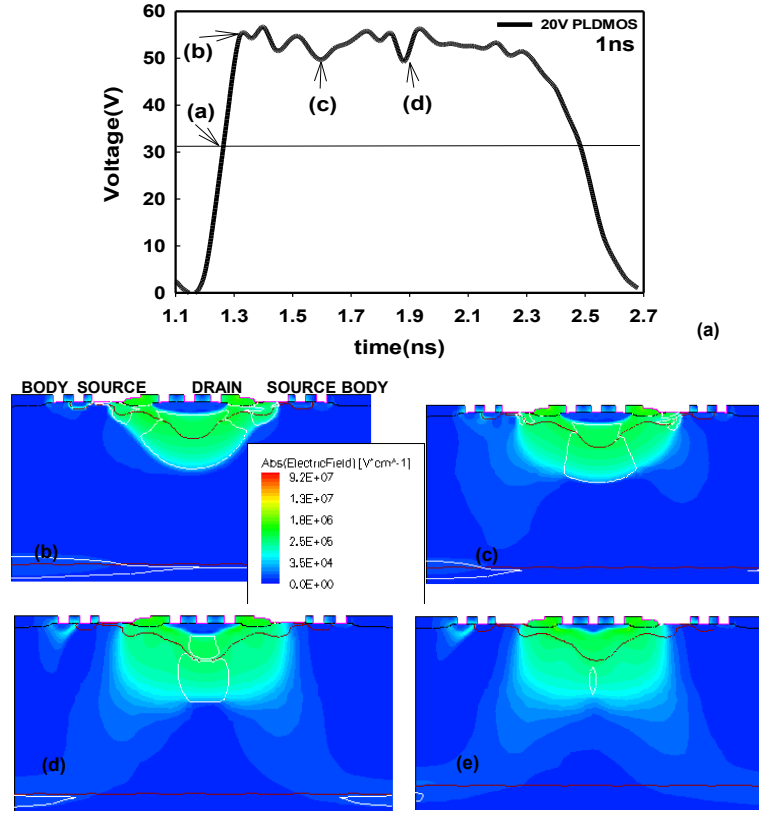 60
50
40
30
20
10
0
Voltage(V)
20V PLDMOS
1ns
(b)
(a)
(c)
(d)
1.1 1.3 1.5 1.7 1.9 2.1 2.3 2.5 2.7
time(ns)
(a)
BODY SOURCE DRAIN SOURCE BODY
Abs(ElectricField) [V*cm^-1]
9.2E+07
1.3E+07
1.8E+06
2.5E+05
3.5E+04
0.0E+00
(b)
(c)
(d)
(e)